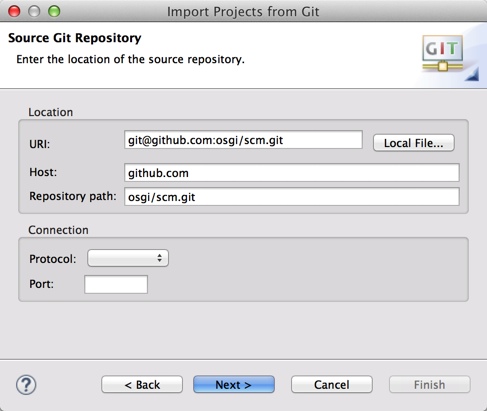 Import Projects from Git
Source Git Repository
Enter the location of the source repository.
GIT
Location
URI: git@github.com:osgi/scm.git Local File...
Host: github.com
Repository path: osgi/scm.git
Connection
Protocol:
Port:
? < Back Next > Cancel Finish